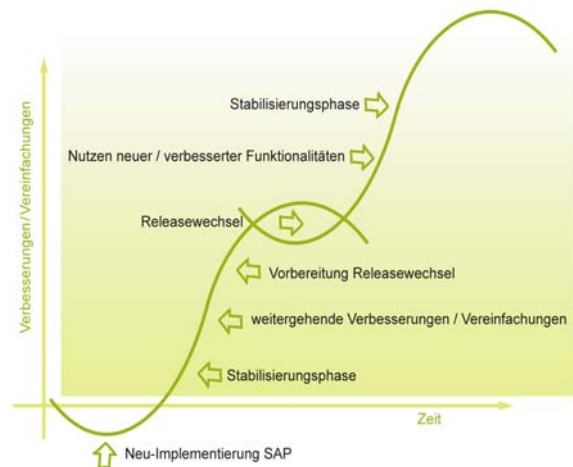 Verbesserungen / Vereinfachungen
Stabilisierungsphase
Nutzen neuer / verbesserter Funktionalitäten
Releasewechsel
Vorbereitung Releasewechsel
weitergehende Verbesserungen / Vereinfachungen
Stabilisierungsphase
Zeit
Neu-Implementierung SAP